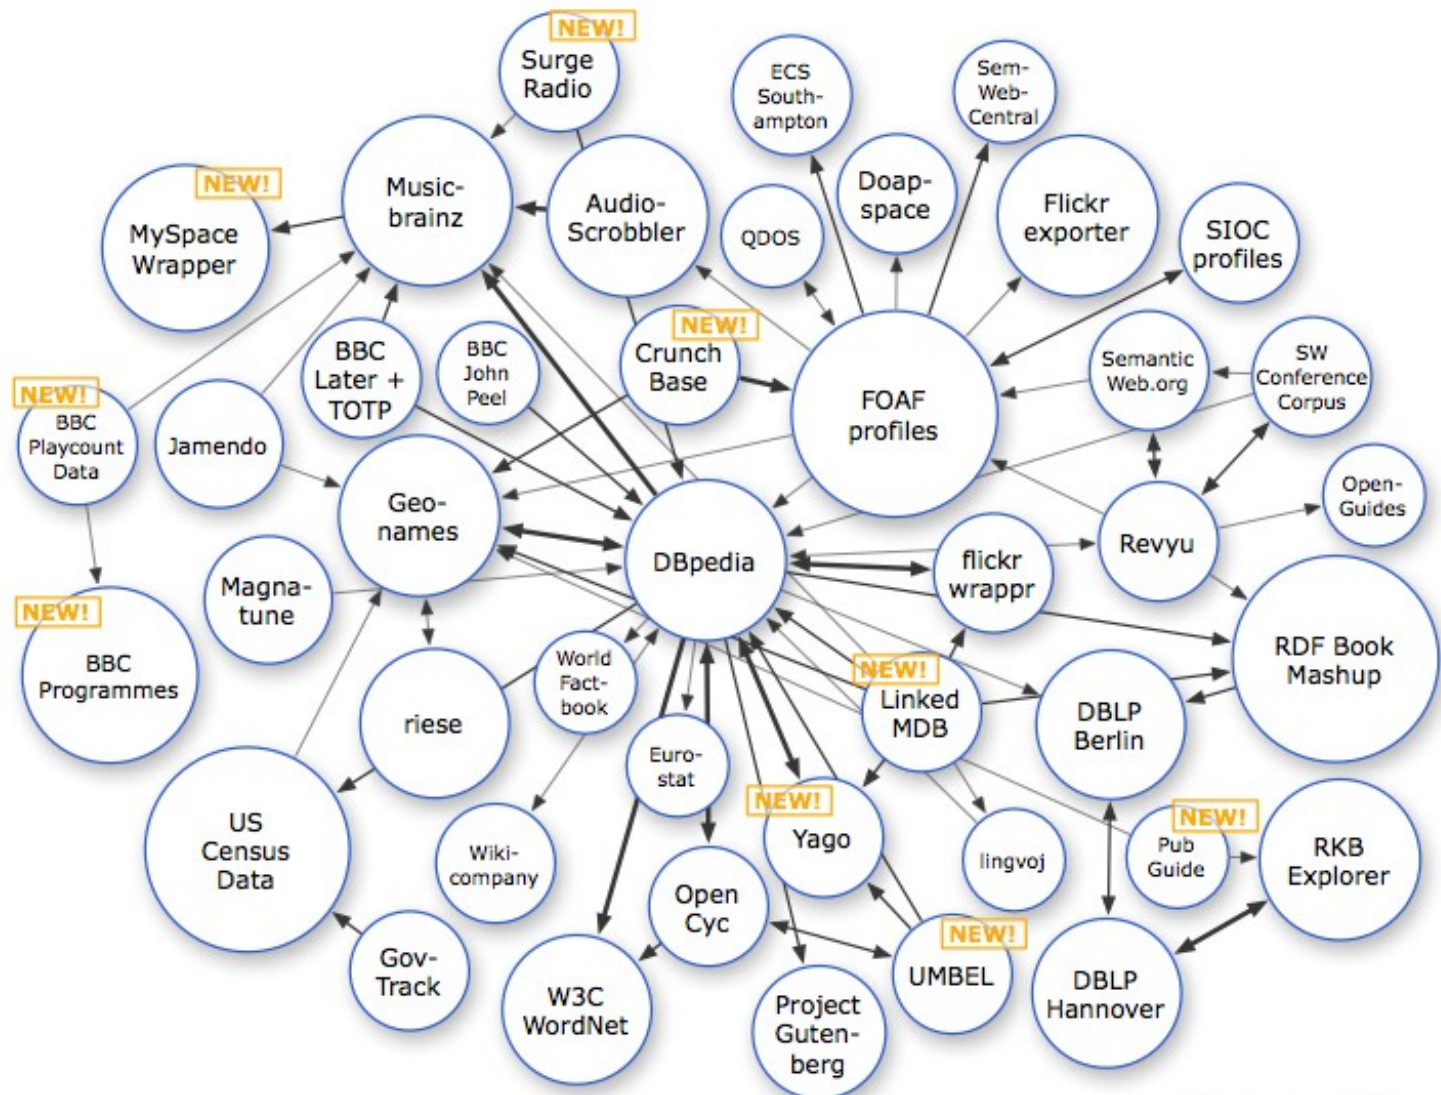 NEW!
Surge
Radio
ECS
South-
ampton
Sem-
Web-
Central
NEW!
MySpace
Wrapper
Music-
brainz
Audio-
Scrobbler
QDOS
Doap-
space
Flickr
exporter
SIOC
profiles
BBC
Later +
TOTP
BBC
John
Peel
NEW!
Crunch
Base
FOAF
profiles
Semantic
Web.org
SW
Conference
Corpus
NEW!
BBC
Playcount
Data
Jamendo
Geo-
names
DBpedia
flickr
wrappr
Revyu
Open-
Guides
Magna-
tune
NEW!
BBC
Programmes
riese
World
Fact-
book
Euro-
stat
NEW!
Linked
MDB
DBLP
Berlin
RDF Book
Mashup
US
Census
Data
Wiki-
company
NEW!
Yago
lingvoj
NEW!
Pub
Guide
RKB
Explorer
Gov-
Track
Open
Cyc
W3C
WordNet
Project
Guten-
berg
NEW!
UMBEL
DBLP
Hannover